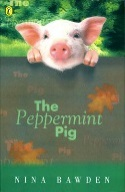 The
Peppermint
Pig
NINA BAWDEN